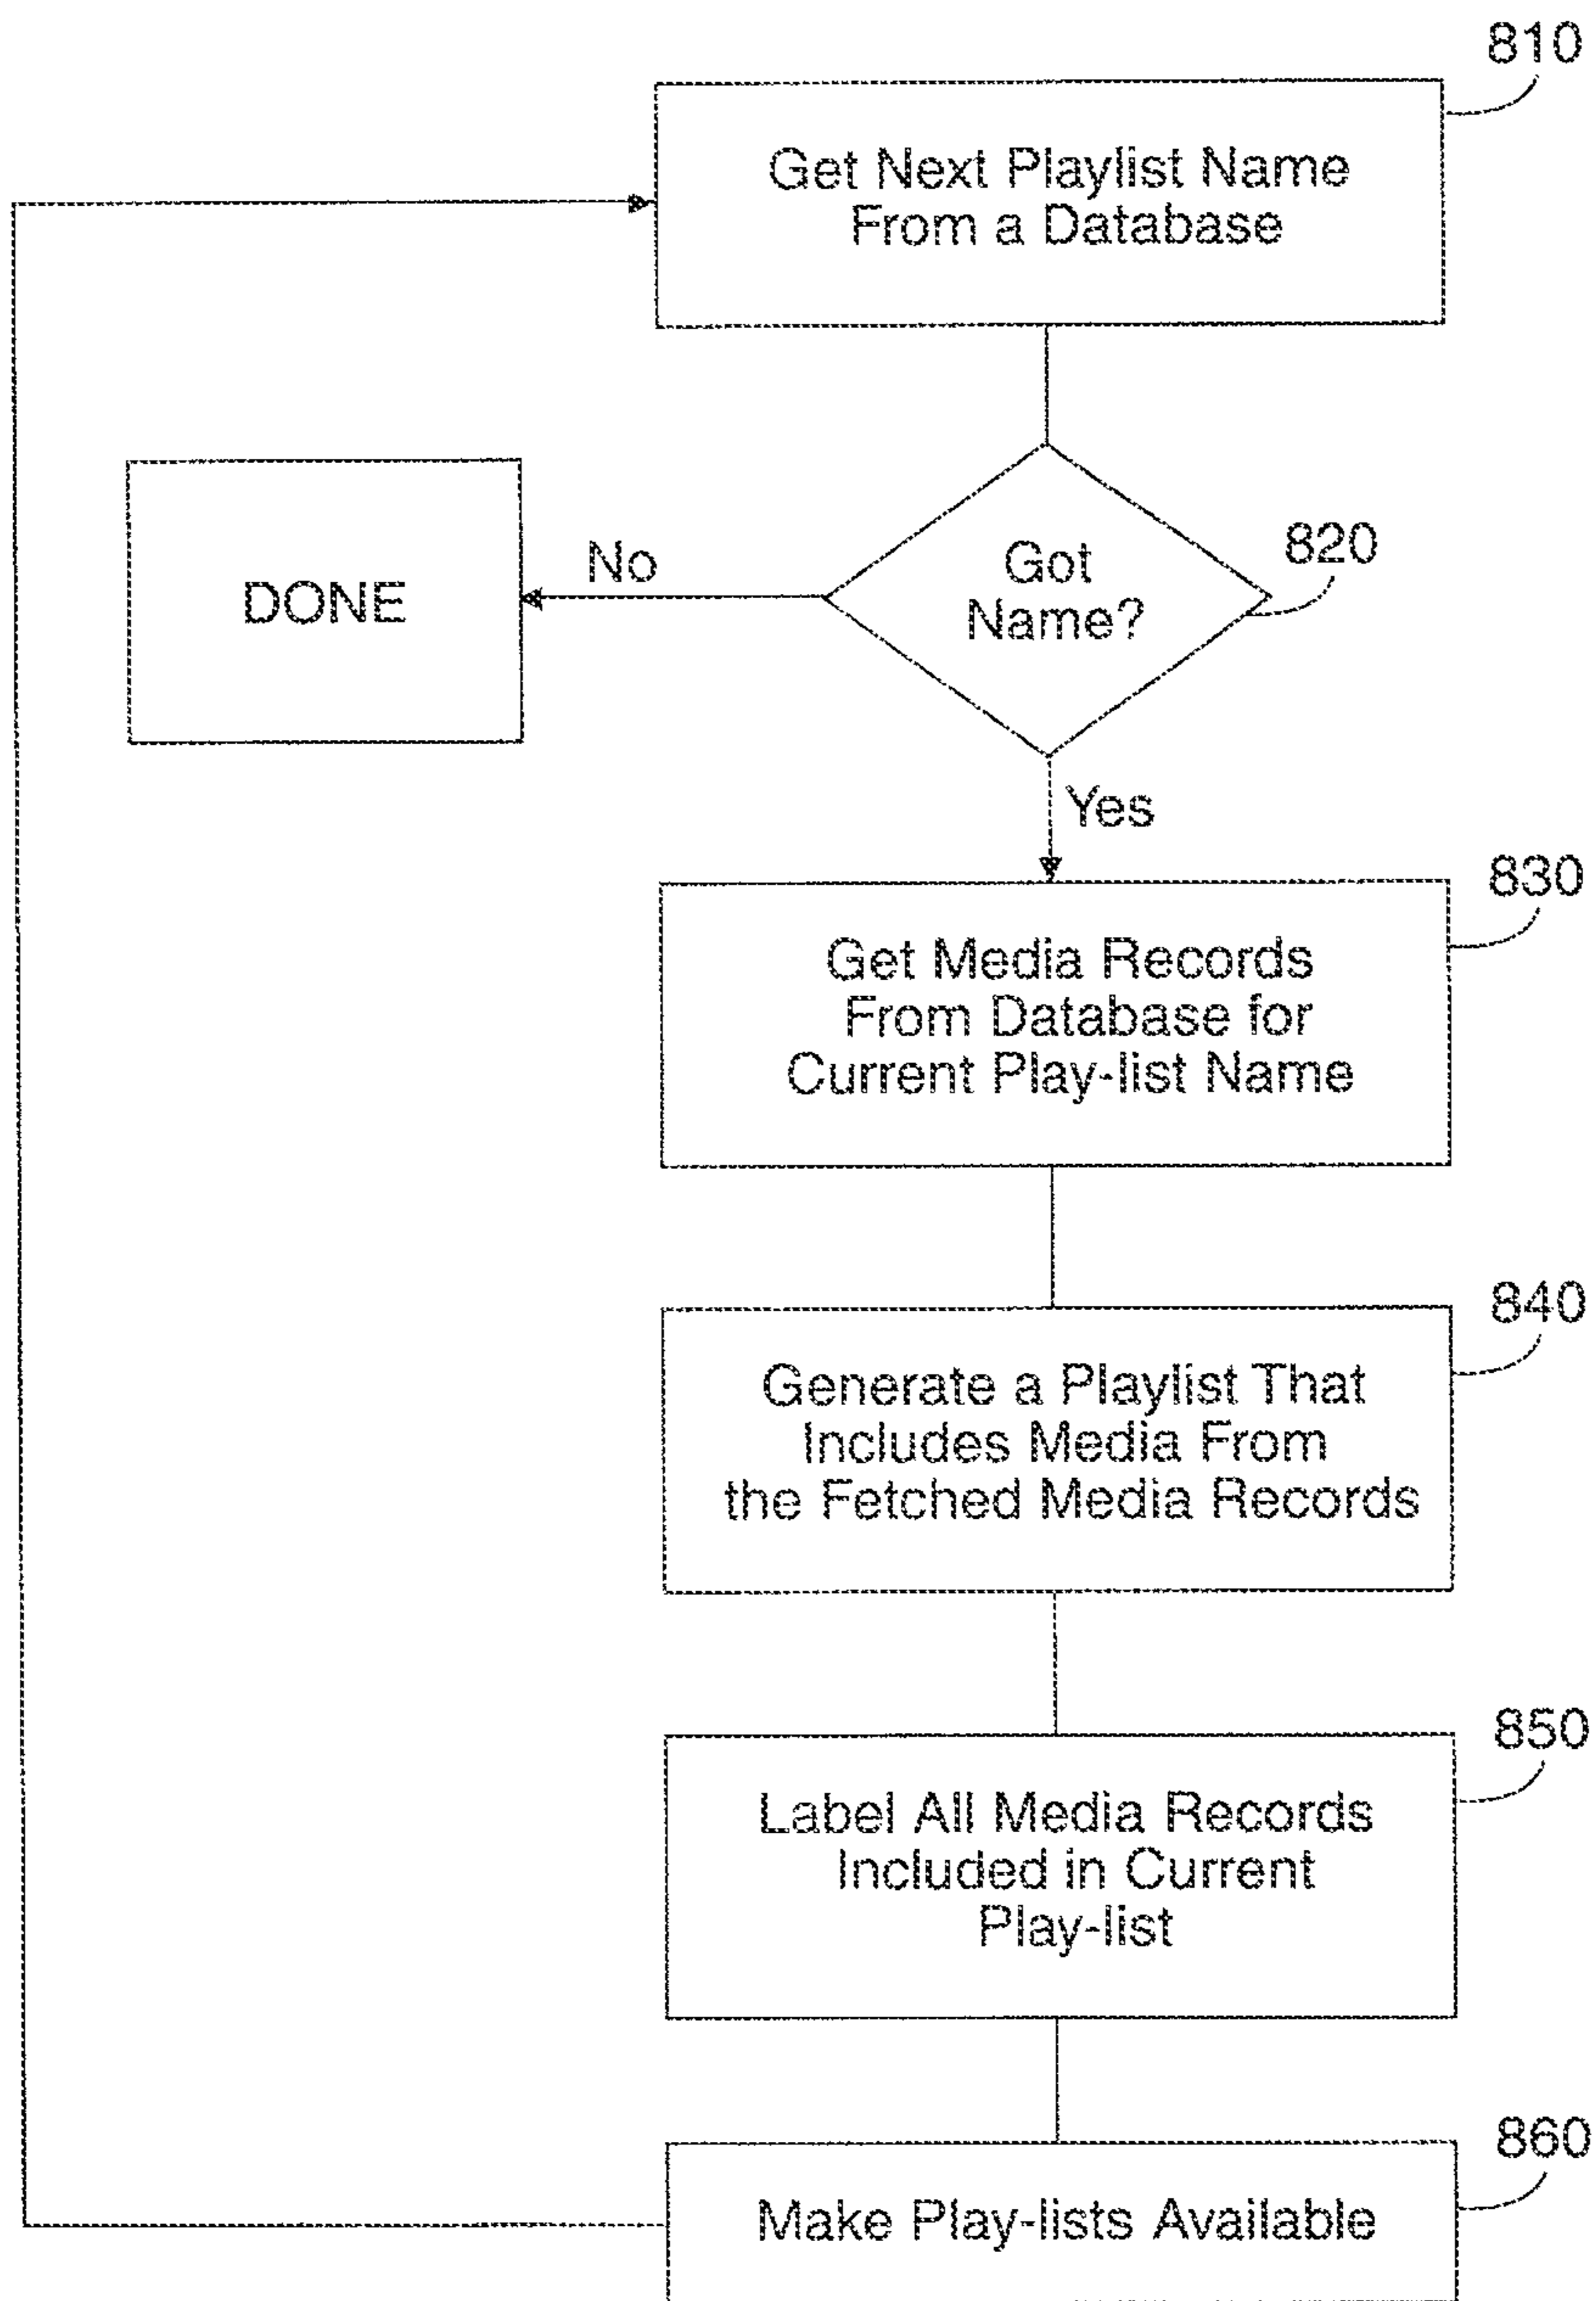 810
Get Next Playlist Name
From a Database
DONE
No
Got
Name?
820
Yes
830
Get Media Records
From Database for
Current Play-list Name
840
Generate a Playlist That
Includes Media From
the Fetched Media Records
850
Label All Media Records
Included in Current
Play-list
860
Make Play-lists Available